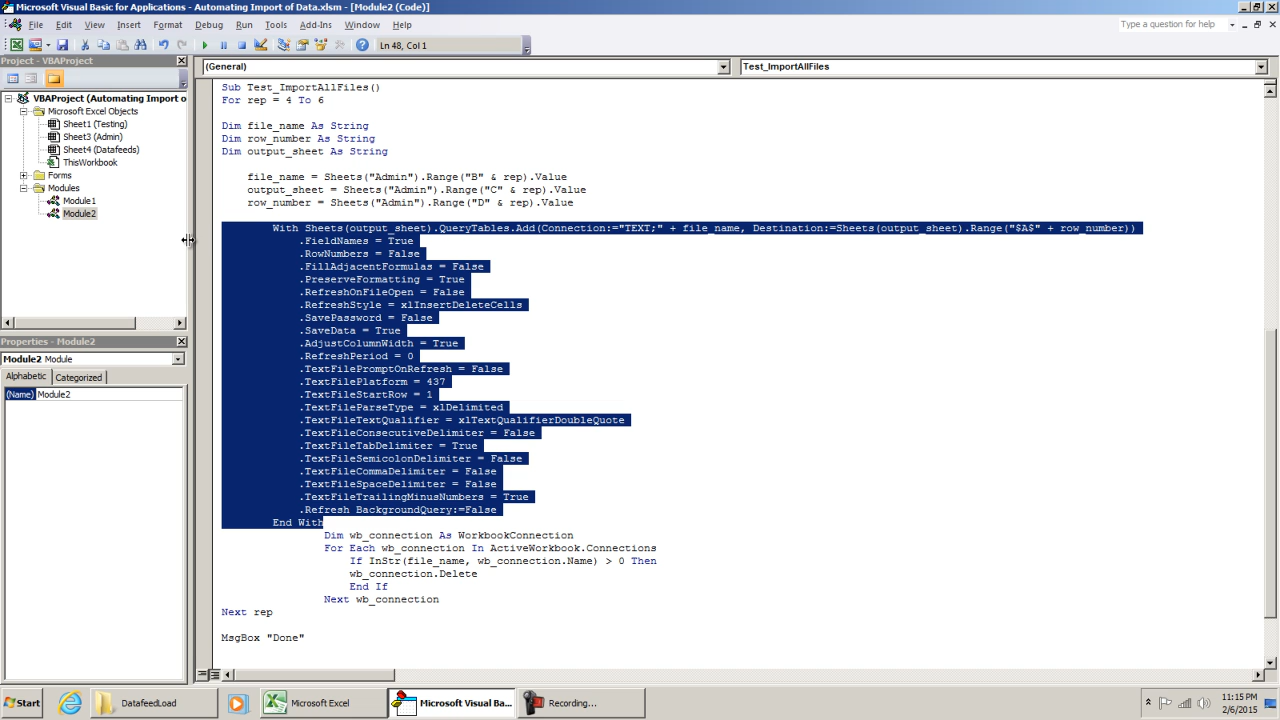 Microsoft Visual Basic for Applications - Automating Import of Data.xlsm - [Module2 (Code)]
File Edit View Insert Format Debug Run Tools Add-Ins Window Help
Type a question for help
Ln 48, Col 1
Project - VBAProject
(General)
Test_ImportAllFiles
VBAProject (Automating Import o
Microsoft Excel Objects
Sheet1 (Testing)
Sheet3 (Admin)
Sheet4 (Datafeeds)
ThisWorkbook
Forms
Modules
Module1
Module2
Properties - Module2
Module2 Module
Alphabetic Categorized
(Name) Module2
Sub Test_ImportAllFiles()
For rep = 4 To 6
Dim file_name As String
Dim row_number As String
Dim output_sheet As String
file_name = Sheets("Admin").Range("B" & rep).Value
output_sheet = Sheets("Admin").Range("C" & rep).Value
row_number = Sheets("Admin").Range("D" & rep).Value
With Sheets(output_sheet).QueryTables.Add(Connection:="TEXT;" + file_name, Destination:=Sheets(output_sheet).Range("$A$" + row_number))
.FieldNames = True
.RowNumbers = False
.FillAdjacentFormulas = False
.PreserveFormatting = True
.RefreshOnFileOpen = False
.RefreshStyle = xlInsertDeleteCells
.SavePassword = False
.SaveData = True
.AdjustColumnWidth = True
.RefreshPeriod = 0
.TextFilePromptOnRefresh = False
.TextFilePlatform = 437
.TextFileStartRow = 1
.TextFileParseType = xlDelimited
.TextFileTextQualifier = xlTextQualifierDoubleQuote
.TextFileConsecutiveDelimiter = False
.TextFileTabDelimiter = True
.TextFileSemicolonDelimiter = False
.TextFileCommaDelimiter = False
.TextFileSpaceDelimiter = False
.TextFileTrailingMinusNumbers = True
.Refresh BackgroundQuery:=False
End With
Dim wb_connection As WorkbookConnection
For Each wb_connection In ActiveWorkbook.Connections
If InStr(file_name, wb_connection.Name) > 0 Then
wb_connection.Delete
End If
Next wb_connection
Next rep
MsgBox "Done"
Start
DatafeedLoad
Microsoft Excel
Microsoft Visual Ba...
Recording...
11:15 PM
2/6/2015